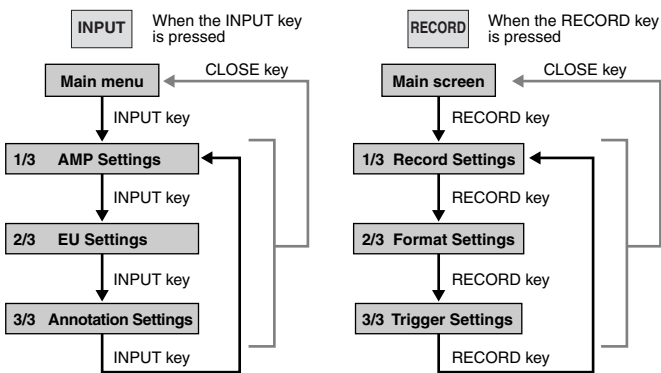 INPUT
When the INPUT key
is pressed
CLOSE key
Main menu
INPUT key
1/3 AMP Settings
INPUT key
2/3 EU Settings
INPUT key
3/3 Annotation Settings
INPUT key
RECORD
When the RECORD key
is pressed
CLOSE key
Main screen
RECORD key
1/3 Record Settings
RECORD key
2/3 Format Settings
RECORD key
3/3 Trigger Settings
RECORD key